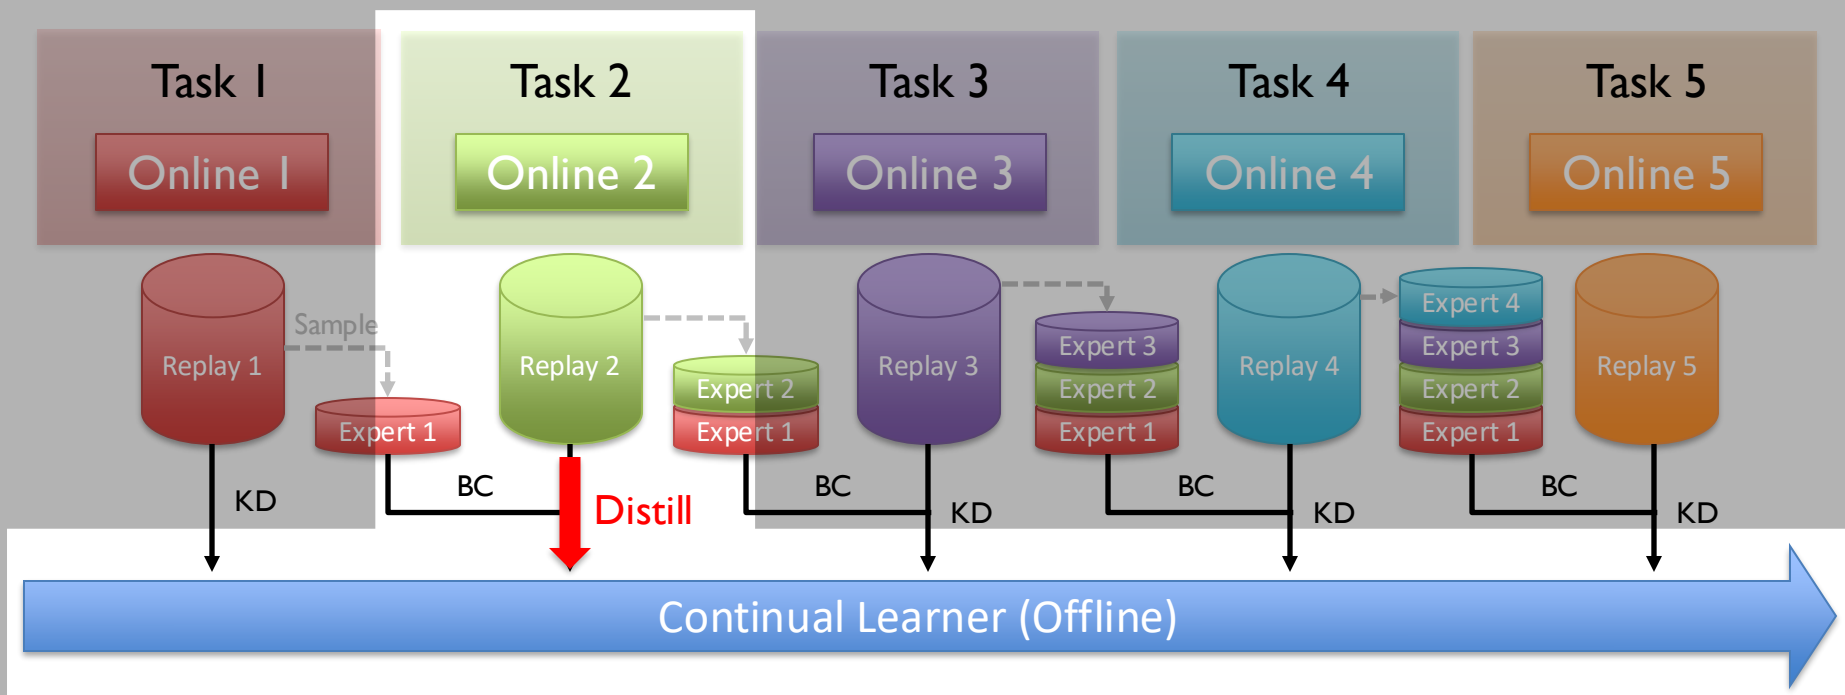 Task 1
Task 2
Task 3
Task 4
Task 5
Online 1
Online 2
Online 3
Online 4
Online 5
Replay 1
Sample
Expert 1
Replay 2
Expert 2
Expert 1
Replay 3
Expert 3
Expert 2
Expert 1
Replay 4
Expert 4
Expert 3
Expert 2
Expert 1
Replay 5
KD
BC
Distill
BC
KD
BC
KD
BC
KD
Continual Learner (Offline)